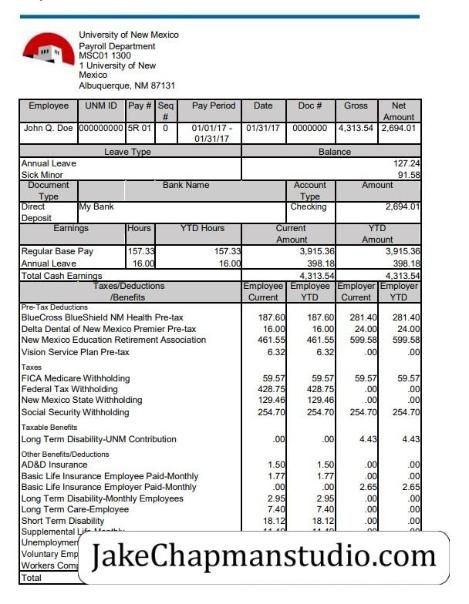 University of New Mexico
Payroll Department
MSC01 1300
1 University of New
Mexico
Albuquerque, NM 87131
Employee UNM ID Pay # Seq # Pay Period Date Doc # Gross Net Amount
John Q. Doe 000000000 5R 01 0 01/01/17 - 01/31/17 01/31/17 0000000 4,313.54 2,694.01
Leave Type Balance
Annual Leave 127.24
Sick Minor 91.58
Document Type Bank Name Account Type Amount
Direct Deposit My Bank Checking 2,694.01
Earnings Hours YTD Hours Current Amount YTD Amount
Regular Base Pay 157.33 157.33 3,915.36 3,915.36
Annual Leave 16.00 16.00 398.18 398.18
Total Cash Earnings 4,313.54 4,313.54
Taxes/Deductions /Benefits Employee Current Employee YTD Employer Current Employer YTD
Pre-Tax Deductions
BlueCross BlueShield NM Health Pre-tax 187.60 187.60 281.40 281.40
Delta Dental of New Mexico Premier Pre-tax 16.00 16.00 24.00 24.00
New Mexico Education Retirement Association 461.55 461.55 599.58 599.58
Vision Service Plan Pre-tax 6.32 6.32 .00 .00
Taxes
FICA Medicare Withholding 59.57 59.57 59.57 59.57
Federal Tax Withholding 428.75 428.75 .00 .00
New Mexico State Withholding 129.46 129.46 .00 .00
Social Security Withholding 254.70 254.70 254.70 254.70
Taxable Benefits
Long Term Disability-UNM Contribution .00 .00 4.43 4.43
Other Benefits/Deductions
AD&D Insurance 1.50 1.50 .00 .00
Basic Life Insurance Employee Paid-Monthly 1.77 1.77 .00 .00
Basic Life Insurance Employer Paid-Monthly .00 .00 2.65 2.65
Long Term Disability-Monthly Employees 2.95 2.95 .00 .00
Long Term Care-Employee 7.40 7.40 .00 .00
Short Term Disability 18.12 18.12 .00 .00
Supplemental
Voluntary
Workers
Total
JakeChapmanstudio.com